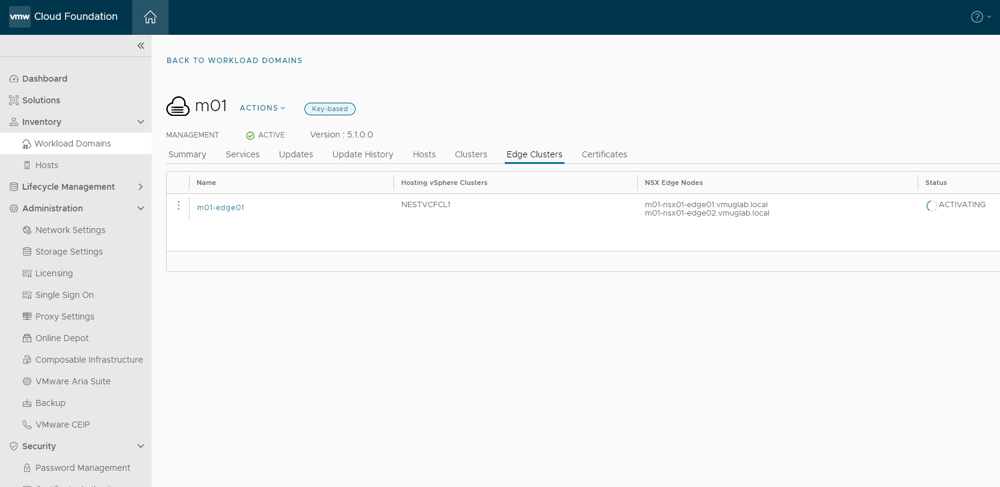 vmw Cloud Foundation
Dashboard
Solutions
Inventory
Workload Domains
Hosts
Lifecycle Management
Administration
Network Settings
Storage Settings
Licensing
Single Sign On
Proxy Settings
Online Depot
Composable Infrastructure
VMware Aria Suite
Backup
VMware CEIP
Security
Password Management
BACK TO WORKLOAD DOMAINS
m01 ACTIONS Key-based
MANAGEMENT ACTIVE Version : 5.1.0.0
Summary Services Updates Update History Hosts Clusters Edge Clusters Certificates
Name Hosting vSphere Clusters NSX Edge Nodes Status
m01-edge01 NESTVCFCL1 m01-nsx01-edge01.vmuglab.local ACTIVATING
m01-nsx01-edge02.vmuglab.local